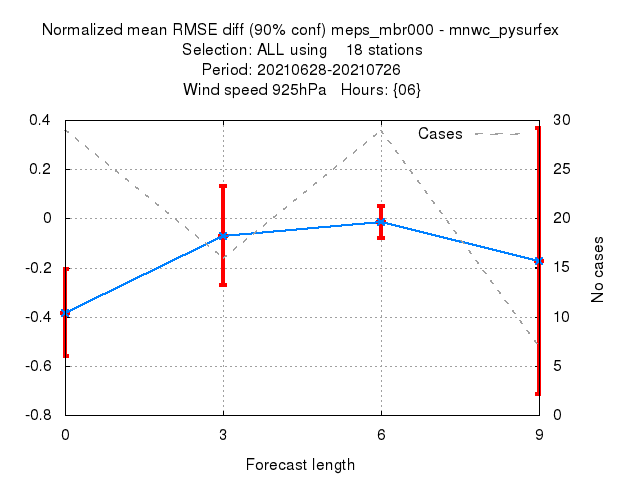 Normalized mean RMSE diff (90% conf) meps_mbr000 - mnwc_pysurfex
Selection: ALL using    18 stations
Period: 20210628-20210726
Wind speed 925hPa   Hours: {06}
Cases
0.4
0.2
0
-0.2
-0.4
-0.6
-0.8
30
25
20
15
10
5
0
No cases
0 3 6 9
Forecast length